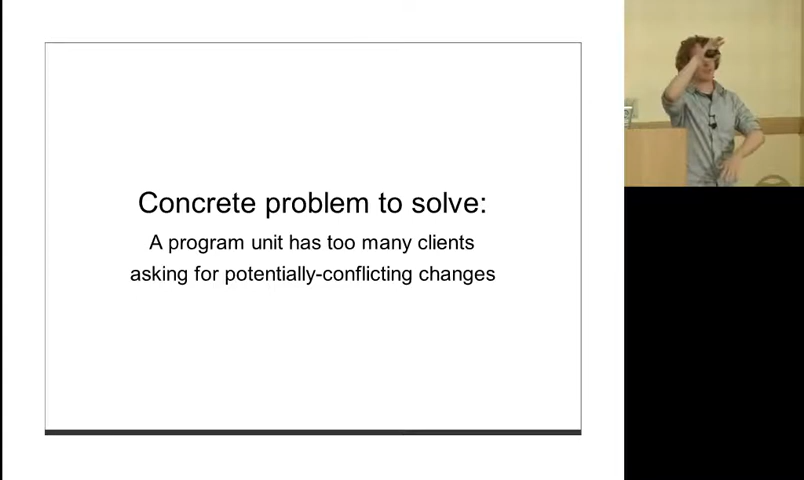 Concrete problem to solve:
A program unit has too many clients
asking for potentially-conflicting changes